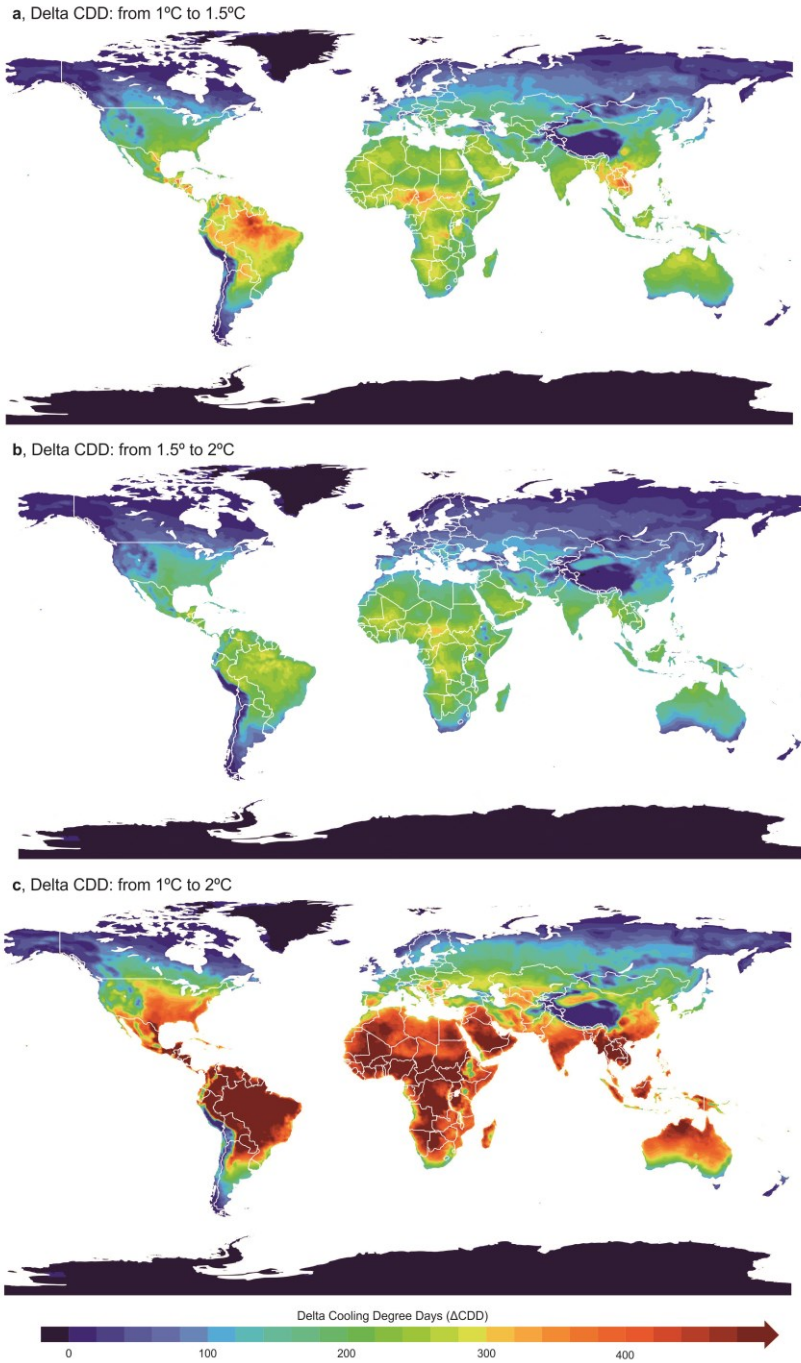 a, Delta CDD: from 1ºC to 1.5ºC
b, Delta CDD: from 1.5º to 2ºC
c, Delta CDD: from 1ºC to 2ºC
Delta Cooling Degree Days (ΔCDD)
0 100 200 300 400